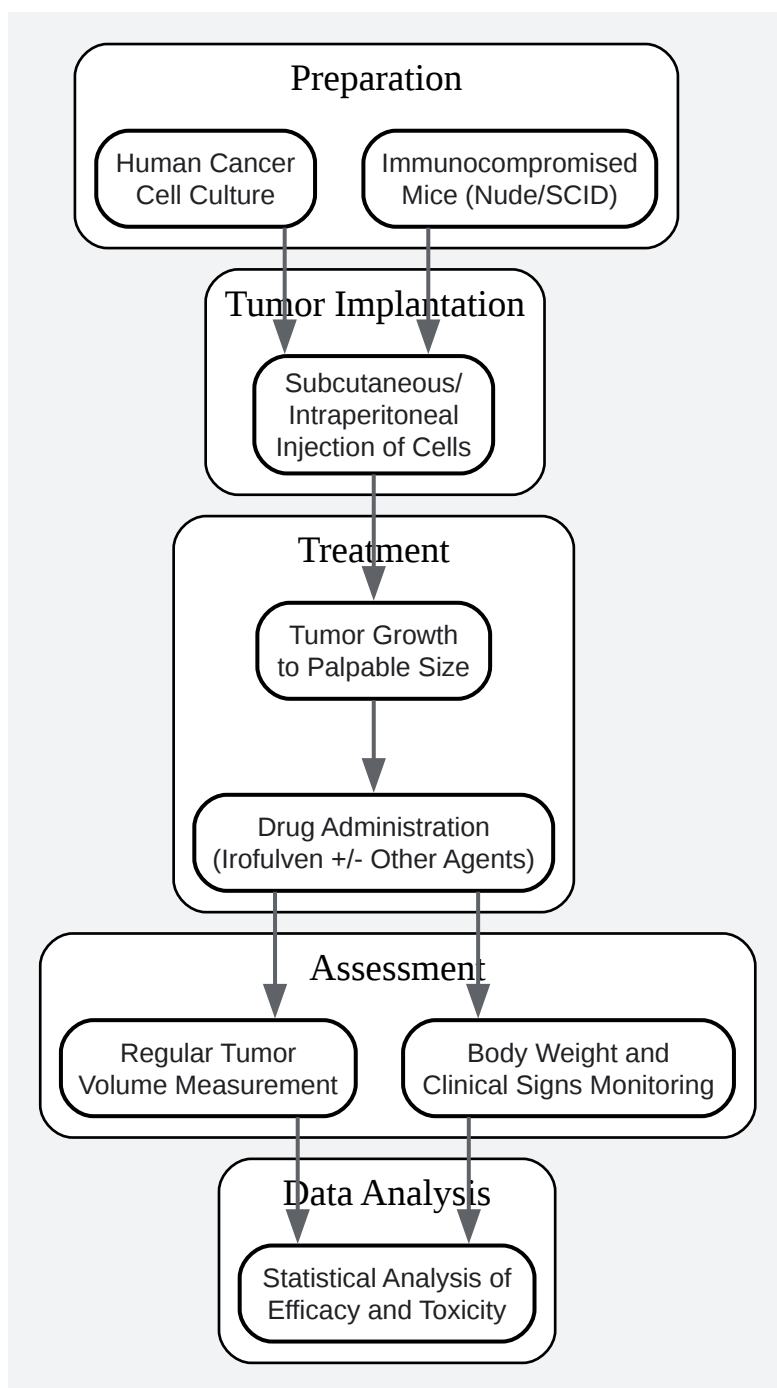 Preparation
Human Cancer
Cell Culture
Immunocompromised
Mice (Nude/SCID)
Tumor Implantation
Subcutaneous/
Intraperitoneal
Injection of Cells
Treatment
Tumor Growth
to Palpable Size
Drug Administration
(Irofulven +/- Other Agents)
Assessment
Regular Tumor
Volume Measurement
Body Weight and
Clinical Signs Monitoring
Data Analysis
Statistical Analysis of
Efficacy and Toxicity